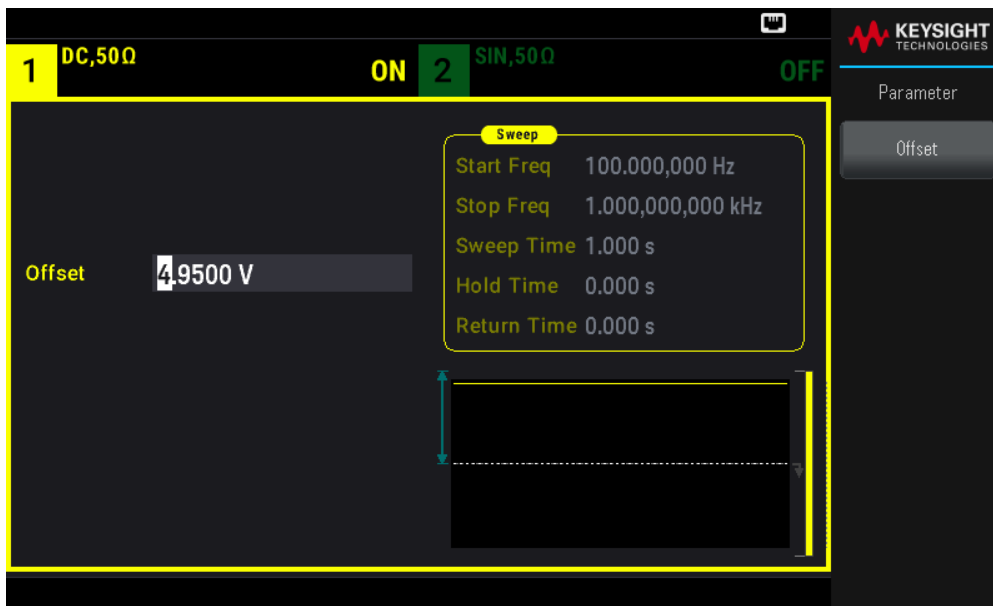 KEYSIGHT
TECHNOLOGIES
1 DC,50Ω ON 2 SIN,50Ω OFF
Parameter
Offset
Sweep
Start Freq 100.000,000 Hz
Stop Freq 1.000,000,000 kHz
Sweep Time 1.000 s
Hold Time 0.000 s
Return Time 0.000 s
Offset 4.9500 V